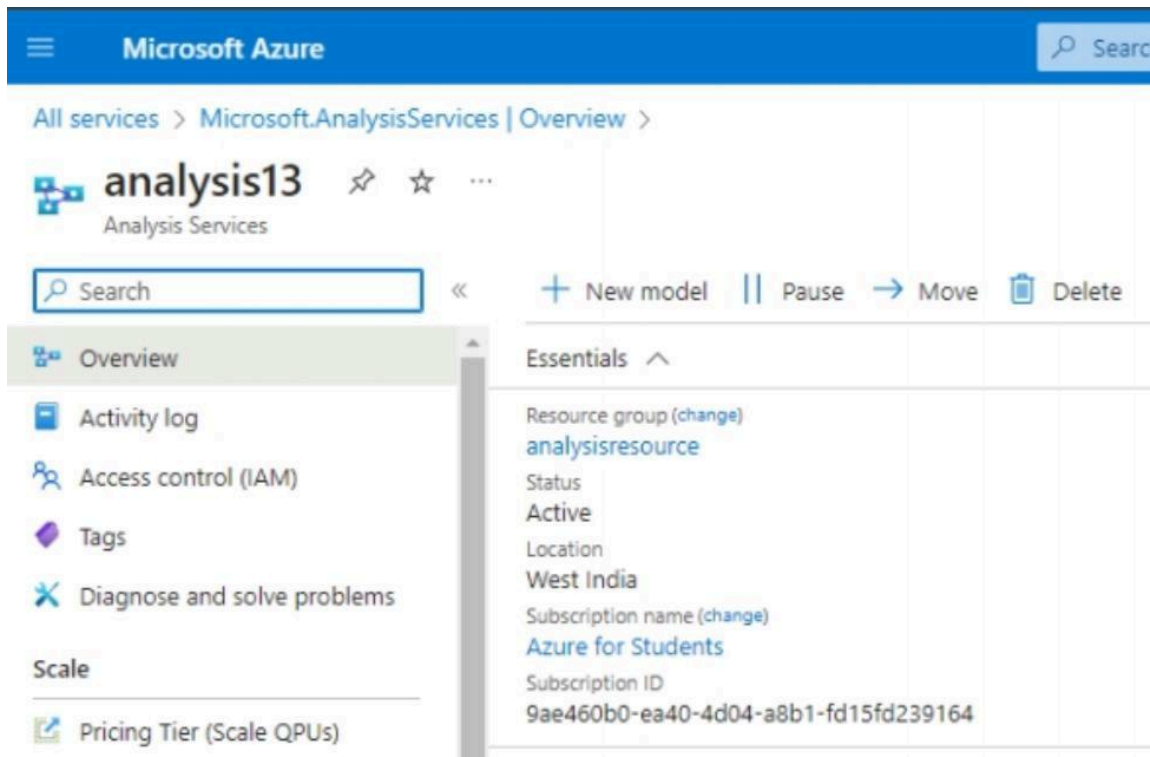 Microsoft Azure
Searc
All services > Microsoft.AnalysisServices | Overview >
analysis13
Analysis Services
Search
New model Pause Move Delete
Overview
Activity log
Access control (IAM)
Tags
Diagnose and solve problems
Scale
Pricing Tier (Scale QPUs)
Essentials
Resource group (change)
analysisresource
Status
Active
Location
West India
Subscription name (change)
Azure for Students
Subscription ID
9ae460b0-ea40-4d04-a8b1-fd15fd239164